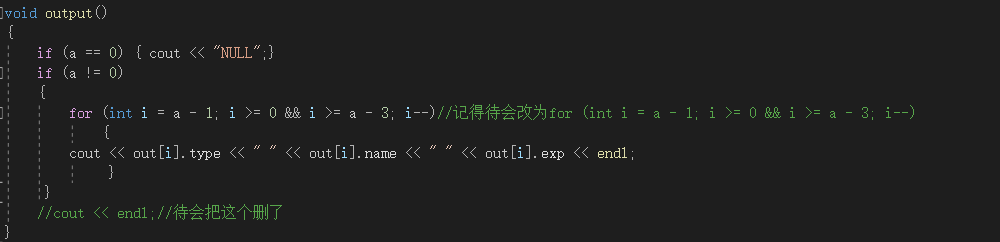 void output()
{
if (a == 0) { cout << "NULL";}
if (a != 0)
{
for (int i = a - 1; i >= 0 && i >= a - 3; i--)//记得待会改为for (int i = a - 1; i >= 0 && i >= a - 3; i--)
{
cout << out[i].type << " " << out[i].name << " " << out[i].exp << endl;
}
}
//cout << endl;//待会把这个删了
}